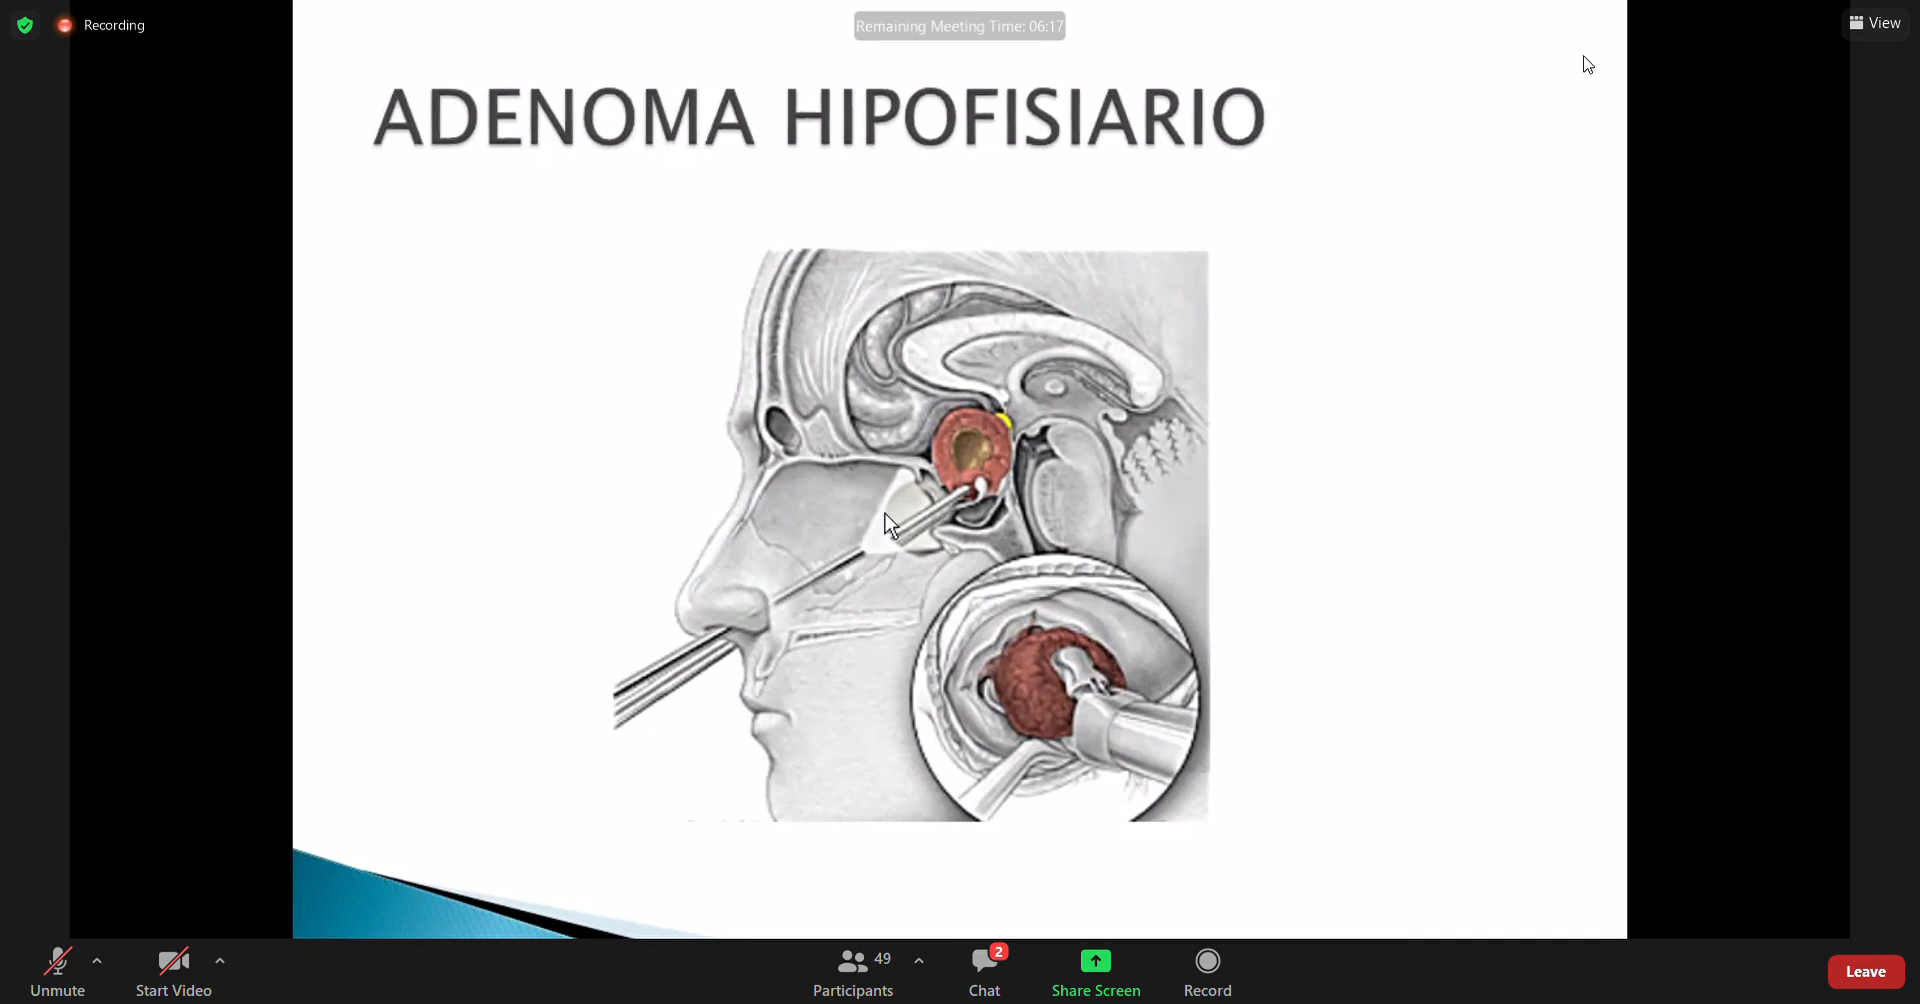 Recording
Remaining Meeting Time: 06:17
View
ADENOMA HIPOFISIARIO
Unmute
Start Video
49
Participants
2
Chat
Share Screen
Record
Leave